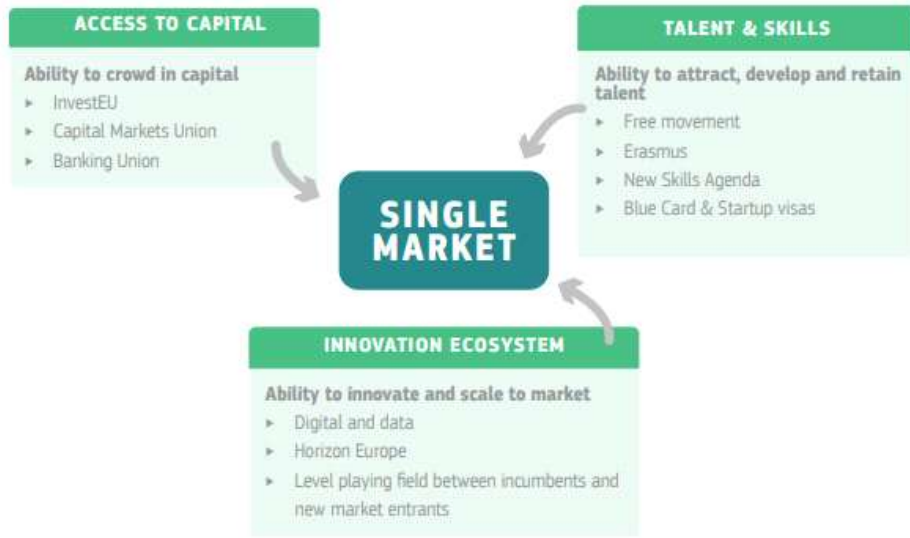 ACCESS TO CAPITAL
Ability to crowd in capital
▸ InvestEU
▸ Capital Markets Union
▸ Banking Union
TALENT & SKILLS
Ability to attract, develop and retain
talent
▸ Free movement
▸ Erasmus
▸ New Skills Agenda
▸ Blue Card & Startup visas
SINGLE
MARKET
INNOVATION ECOSYSTEM
Ability to innovate and scale to market
▸ Digital and data
▸ Horizon Europe
▸ Level playing field between incumbents and
new market entrants